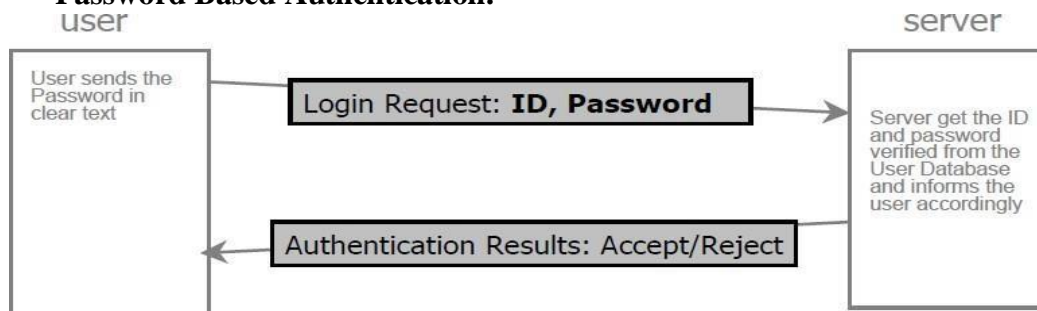 Password Based Authentication:
user
server
User sends the
Password in
clear text
Login Request: ID, Password
Server get the ID
and password
verified from the
User Database
and informs the
user accordingly
Authentication Results: Accept/Reject